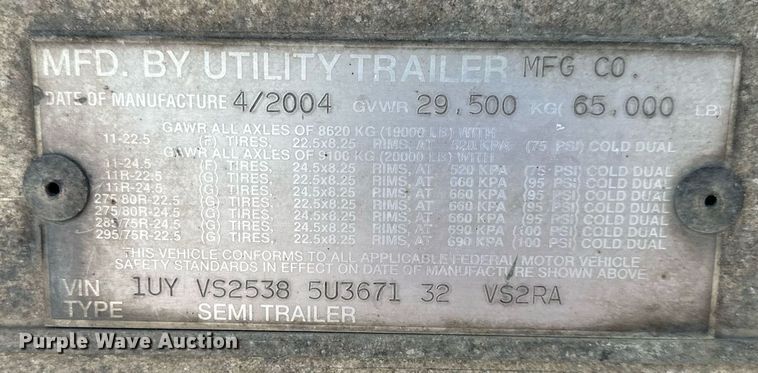 MFD. BY UTILITY TRAILER MFG CO.
DATE OF MANUFACTURE 4/2004 GVWR 29,500 KG( 65,000 LB)
GAWR ALL AXLES OF 8620 KG (19000 LB) WITH
11-22.5 (F) TIRES, 22.5x8.25 RIMS, AT 520 KPA (75 PSI) COLD DUAL
GAWR ALL AXLES OF 9100 KG (20000 LB) WITH
11-24.5 TIRES, 24.5x8.25 RIMS, AT 520 KPA (75 PSI) COLD DUAL
11R-22.5 (G) TIRES, 22.5x8.25 RIMS, AT 660 KPA (95 PSI) COLD DUAL
11R-24.5 (G) TIRES, 24.5x8.25 RIMS, AT 660 KPA (95 PSI) COLD DUAL
275/80R-22.5 (G) TIRES, 22.5x8.25 RIMS, AT 660 KPA (95 PSI) COLD DUAL
275/80R-24.5 (G) TIRES, 24.5x8.25 RIMS, AT 660 KPA (95 PSI) COLD DUAL
285/75R-24.5 (G) TIRES, 24.5x8.25 RIMS, AT 690 KPA (100 PSI) COLD DUAL
295/75R-22.5 (G) TIRES, 22.5x8.25 RIMS, AT 690 KPA (100 PSI) COLD DUAL
THIS VEHICLE CONFORMS TO ALL APPLICABLE FEDERAL MOTOR VEHICLE
SAFETY STANDARDS IN EFFECT ON DATE OF MANUFACTURE SHOWN ABOVE.
VIN 1UY VS2538 5U3671 32 VS2RA
TYPE SEMI TRAILER
Purple Wave Auction